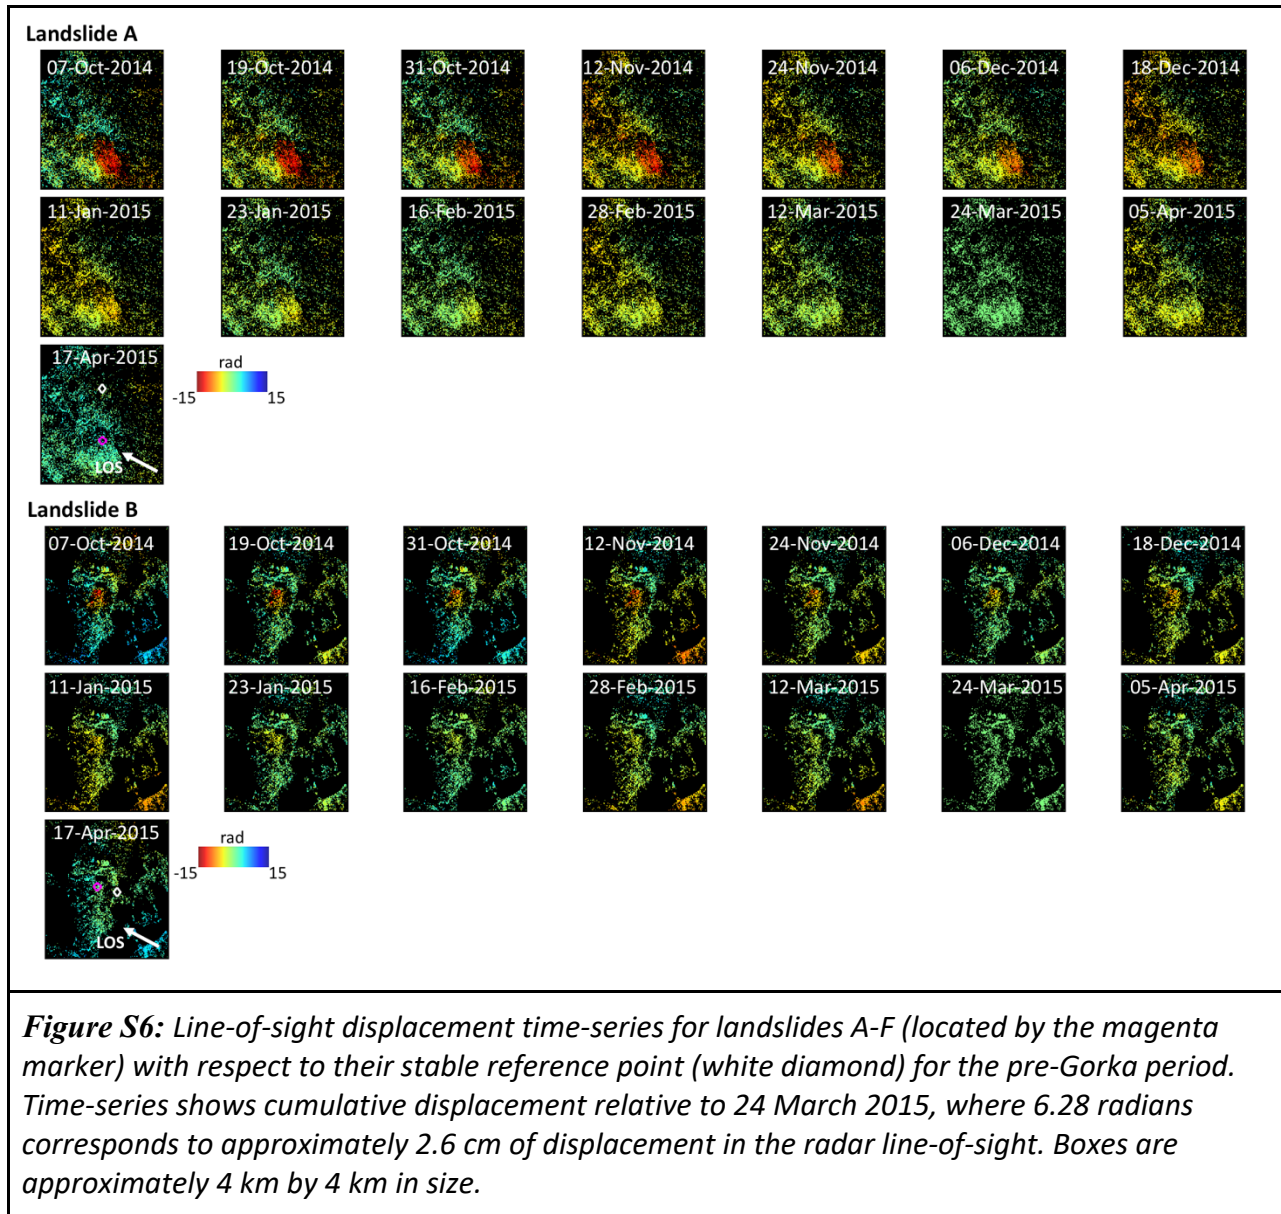 Landslide A
07-Oct-2014 19-Oct-2014 31-Oct-2014 12-Nov-2014 24-Nov-2014 06-Dec-2014 18-Dec-2014
11-Jan-2015 23-Jan-2015 16-Feb-2015 28-Feb-2015 12-Mar-2015 24-Mar-2015 05-Apr-2015
17-Apr-2015
rad
-15 15
LOS
Landslide B
07-Oct-2014 19-Oct-2014 31-Oct-2014 12-Nov-2014 24-Nov-2014 06-Dec-2014 18-Dec-2014
11-Jan-2015 23-Jan-2015 16-Feb-2015 28-Feb-2015 12-Mar-2015 24-Mar-2015 05-Apr-2015
17-Apr-2015
rad
-15 15
LOS
Figure S6: Line-of-sight displacement time-series for landslides A-F (located by the magenta
marker) with respect to their stable reference point (white diamond) for the pre-Gorka period.
Time-series shows cumulative displacement relative to 24 March 2015, where 6.28 radians
corresponds to approximately 2.6 cm of displacement in the radar line-of-sight. Boxes are
approximately 4 km by 4 km in size.